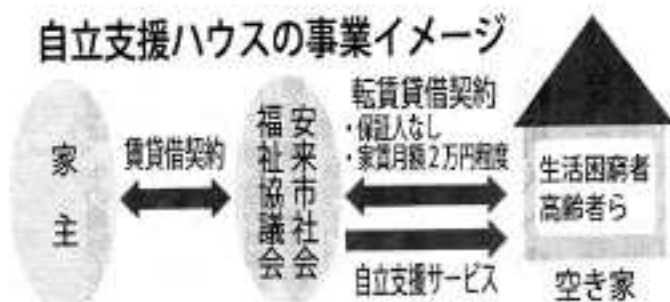 自立支援ハウスの事業イメージ
家主
賃貸借契約
安来市社会
福祉協議会
転賃貸借契約
・保証人なし
・家賃月額２万円程度
自立支援サービス
生活困窮者
高齢者ら
空き家